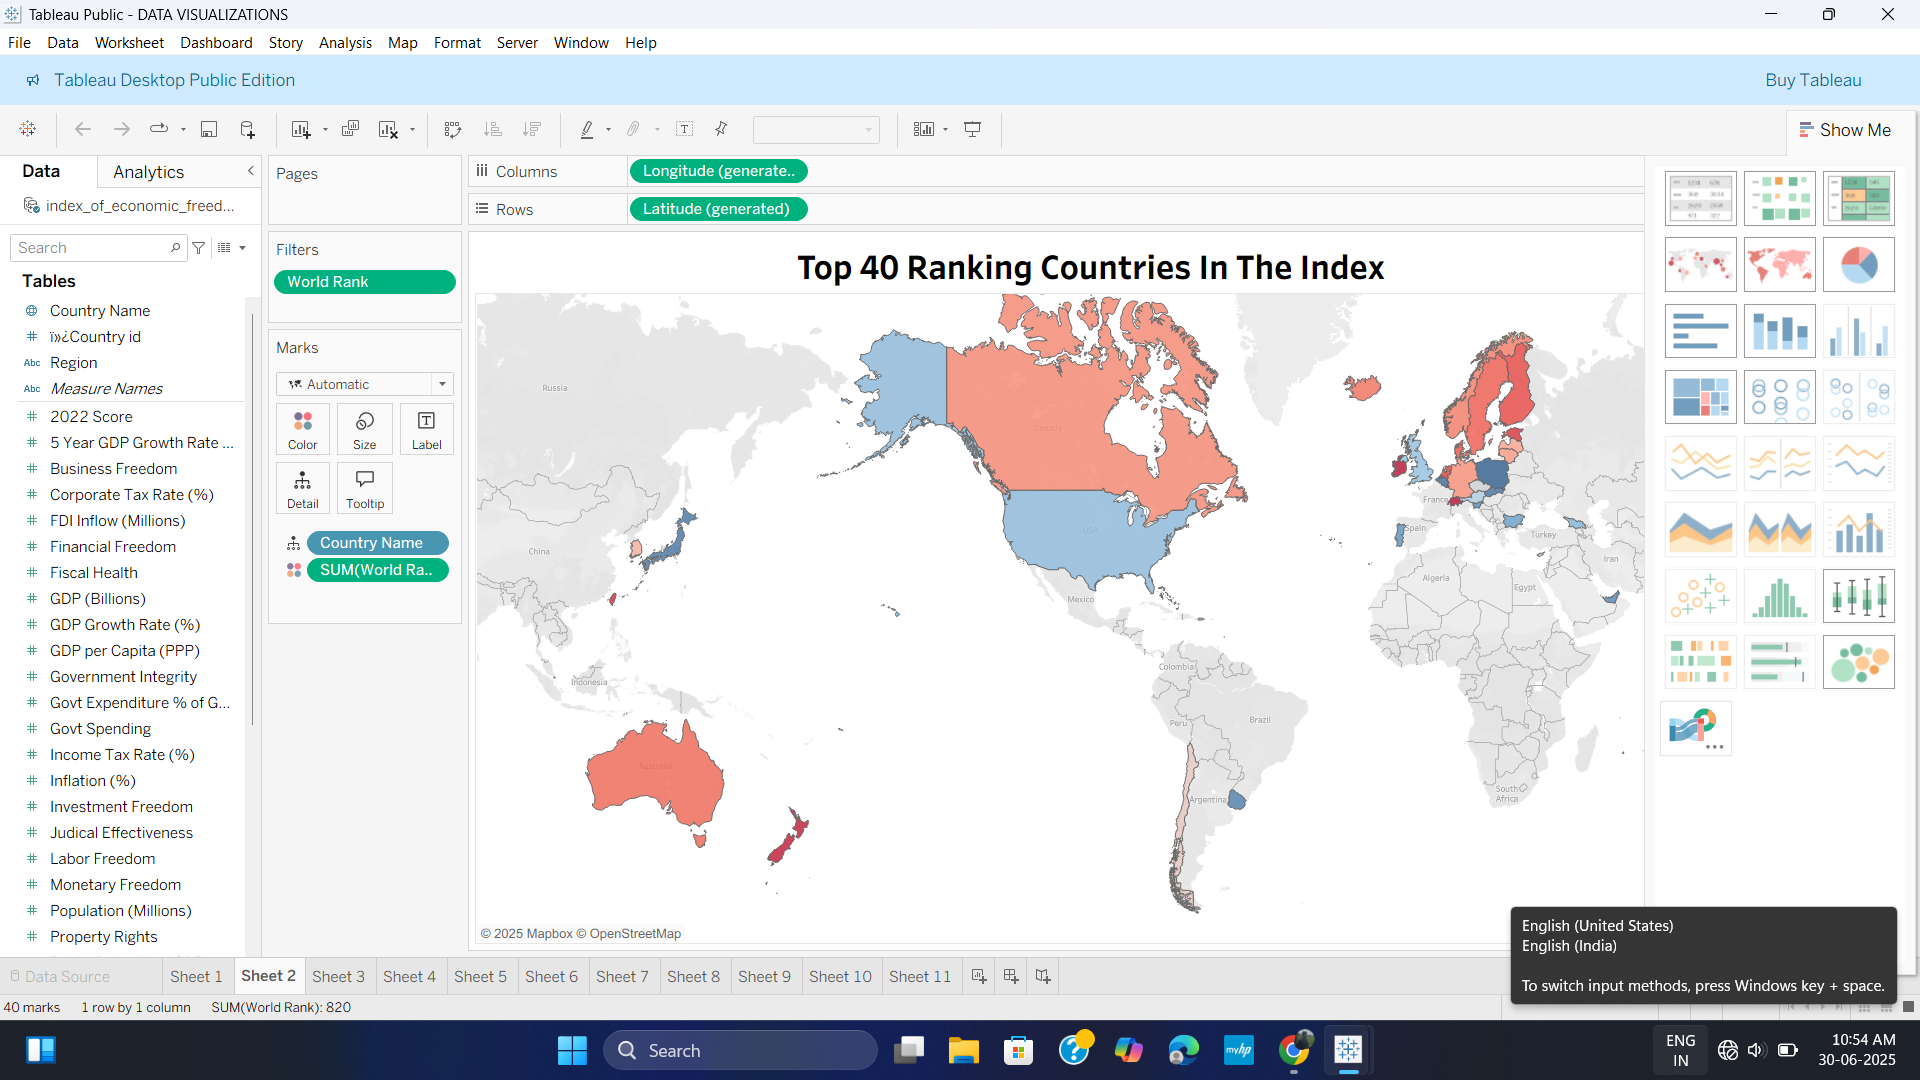 Tableau Public - DATA VISUALIZATIONS
File Data Worksheet Dashboard Story Analysis Map Format Server Window Help
Tableau Desktop Public Edition
Buy Tableau
Show Me
Data
Analytics
index_of_economic_freed...
Search
Tables
Country Name
ï»¿Country id
Abc Region
Abc Measure Names
2022 Score
5 Year GDP Growth Rate ...
Business Freedom
Corporate Tax Rate (%)
FDI Inflow (Millions)
Financial Freedom
Fiscal Health
GDP (Billions)
GDP Growth Rate (%)
GDP per Capita (PPP)
Government Integrity
Govt Expenditure % of G...
Govt Spending
Income Tax Rate (%)
Inflation (%)
Investment Freedom
Judical Effectiveness
Labor Freedom
Monetary Freedom
Population (Millions)
Property Rights
Pages
Filters
World Rank
Marks
Automatic
Color
Size
Label
Detail
Tooltip
Country Name
SUM(World Ra..
Columns
Longitude (generate..
Rows
Latitude (generated)
Top 40 Ranking Countries In The Index
Russia
Canada
China
USA
France
Spain
Turkey
Iran
Algeria
Egypt
Mexico
Colombia
Indonesia
Peru
Brazil
Australia
Argentina
South
Africa
© 2025 Mapbox © OpenStreetMap
English (United States)
English (India)
To switch input methods, press Windows key + space.
Data Source
Sheet 1
Sheet 2
Sheet 3
Sheet 4
Sheet 5
Sheet 6
Sheet 7
Sheet 8
Sheet 9
Sheet 10
Sheet 11
40 marks
1 row by 1 column
SUM(World Rank): 820
Search
myhp
ENG
IN
10:54 AM
30-06-2025